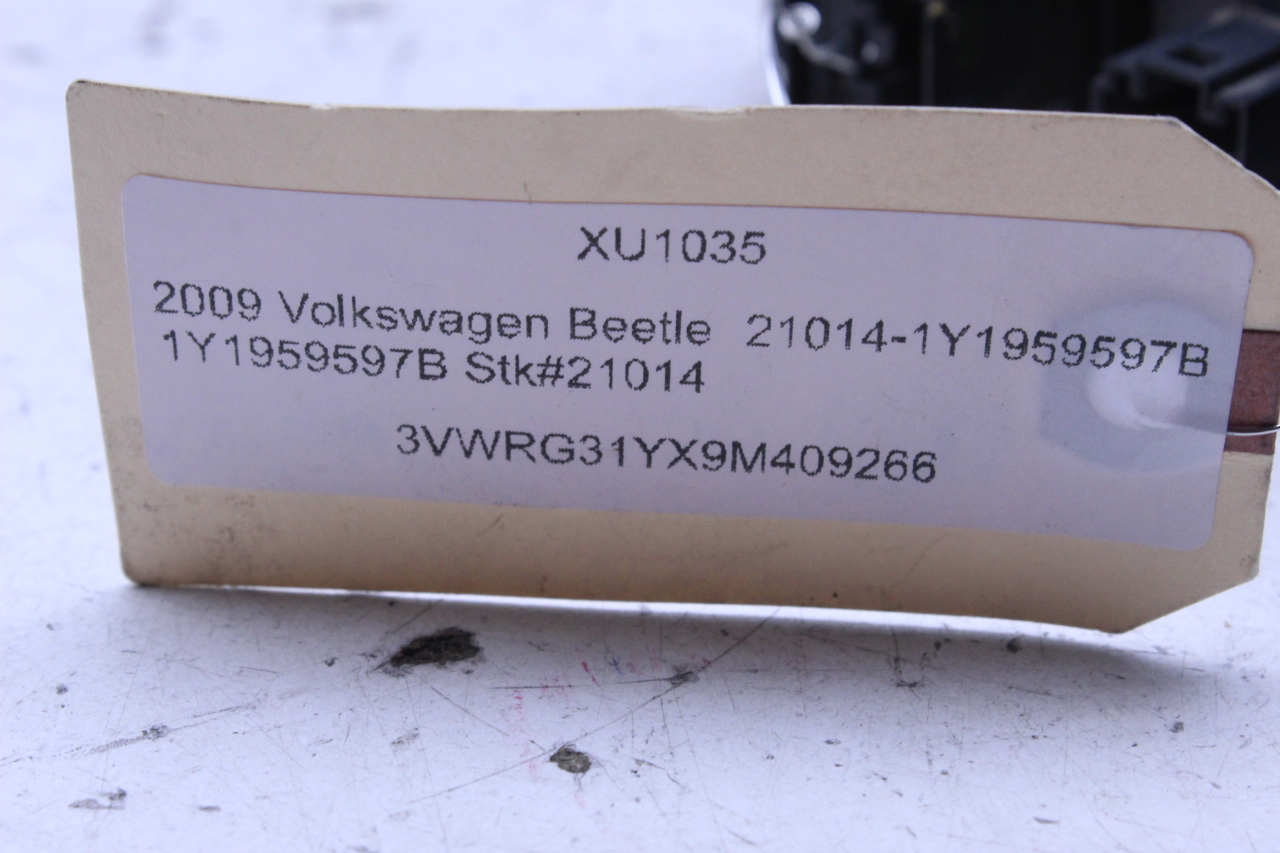 XU1035
2009 Volkswagen Beetle 21014-1Y1959597B
1Y1959597B Stk#21014
3VWRG31YX9M409266